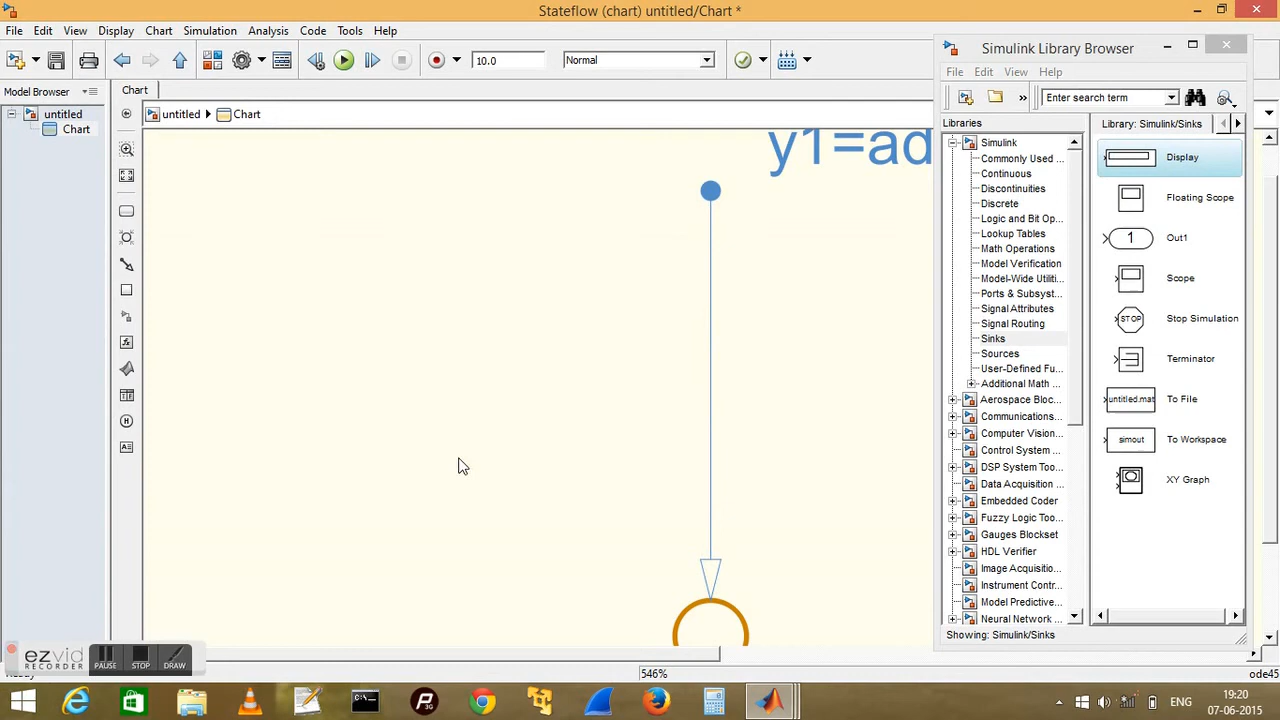 Stateflow (chart) untitled/Chart *
File Edit View Display Chart Simulation Analysis Code Tools Help
10.0
Normal
Model Browser
Chart
untitled
Chart
untitled Chart
y1=ad
Simulink Library Browser
File Edit View Help
»
Enter search term
Libraries
Library: Simulink/Sinks
Simulink
Commonly Used ...
Continuous
Discontinuities
Discrete
Logic and Bit Op...
Lookup Tables
Math Operations
Model Verification
Model-Wide Utiliti...
Ports & Subsyst...
Signal Attributes
Signal Routing
Sinks
Sources
User-Defined Fu...
Additional Math ...
Aerospace Bloc...
Communications...
Computer Vision...
Control System ...
DSP System Too...
Data Acquisition ...
Embedded Coder
Fuzzy Logic Too...
Gauges Blockset
HDL Verifier
Image Acquisitio...
Instrument Contr...
Model Predictive...
Neural Network ...
Display
Floating Scope
1 Out1
Scope
STOP Stop Simulation
Terminator
untitled.mat To File
simout To Workspace
XY Graph
Showing: Simulink/Sinks
ezvid
RECORDER
PAUSE STOP DRAW
546%
ode45
C:\_
ENG
19:20
07-06-2015